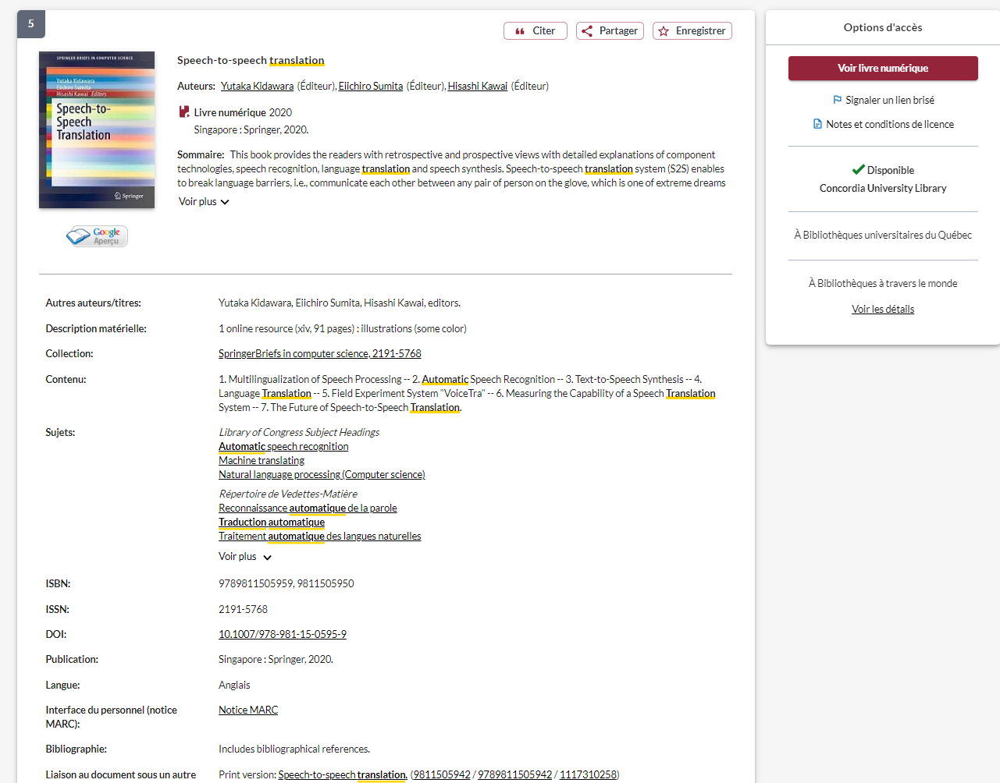 5
Citer
Partager
Enregistrer
SPRINGER BRIEFS IN COMPUTER SCIENCE
Yutaka Kidawara
Eiichiro Sumita
Hisashi Kawai Editors
Speech-to-
Speech
Translation
Springer
Google
Aperçu
Speech-to-speech translation
Auteurs: Yutaka Kidawara (Éditeur), Eiichiro Sumita (Éditeur), Hisashi Kawai (Éditeur)
Livre numérique 2020
Singapore : Springer, 2020.
Sommaire: This book provides the readers with retrospective and prospective views with detailed explanations of component
technologies, speech recognition, language translation and speech synthesis. Speech-to-speech translation system (S2S) enables
to break language barriers, i.e., communicate each other between any pair of person on the glove, which is one of extreme dreams
Voir plus
Autres auteurs/titres: Yutaka Kidawara, Eiichiro Sumita, Hisashi Kawai, editors.
Description matérielle: 1 online resource (xiv, 91 pages) : illustrations (some color)
Collection: SpringerBriefs in computer science, 2191-5768
Contenu: 1. Multilingualization of Speech Processing -- 2. Automatic Speech Recognition -- 3. Text-to-Speech Synthesis -- 4.
Language Translation -- 5. Field Experiment System "VoiceTra" -- 6. Measuring the Capability of a Speech Translation
System -- 7. The Future of Speech-to-Speech Translation.
Sujets: Library of Congress Subject Headings
Automatic speech recognition
Machine translating
Natural language processing (Computer science)
Répertoire de Vedettes-Matière
Reconnaissance automatique de la parole
Traduction automatique
Traitement automatique des langues naturelles
Voir plus
ISBN: 9789811505959, 9811505950
ISSN: 2191-5768
DOI: 10.1007/978-981-15-0595-9
Publication: Singapore : Springer, 2020.
Langue: Anglais
Interface du personnel (notice MARC): Notice MARC
Bibliographie: Includes bibliographical references.
Liaison au document sous un autre Print version: Speech-to-speech translation. (9811505942 / 9789811505942 / 1117310258)
Options d'accès
Voir livre numérique
Signaler un lien brisé
Notes et conditions de licence
Disponible
Concordia University Library
À Bibliothèques universitaires du Québec
À Bibliothèques à travers le monde
Voir les détails